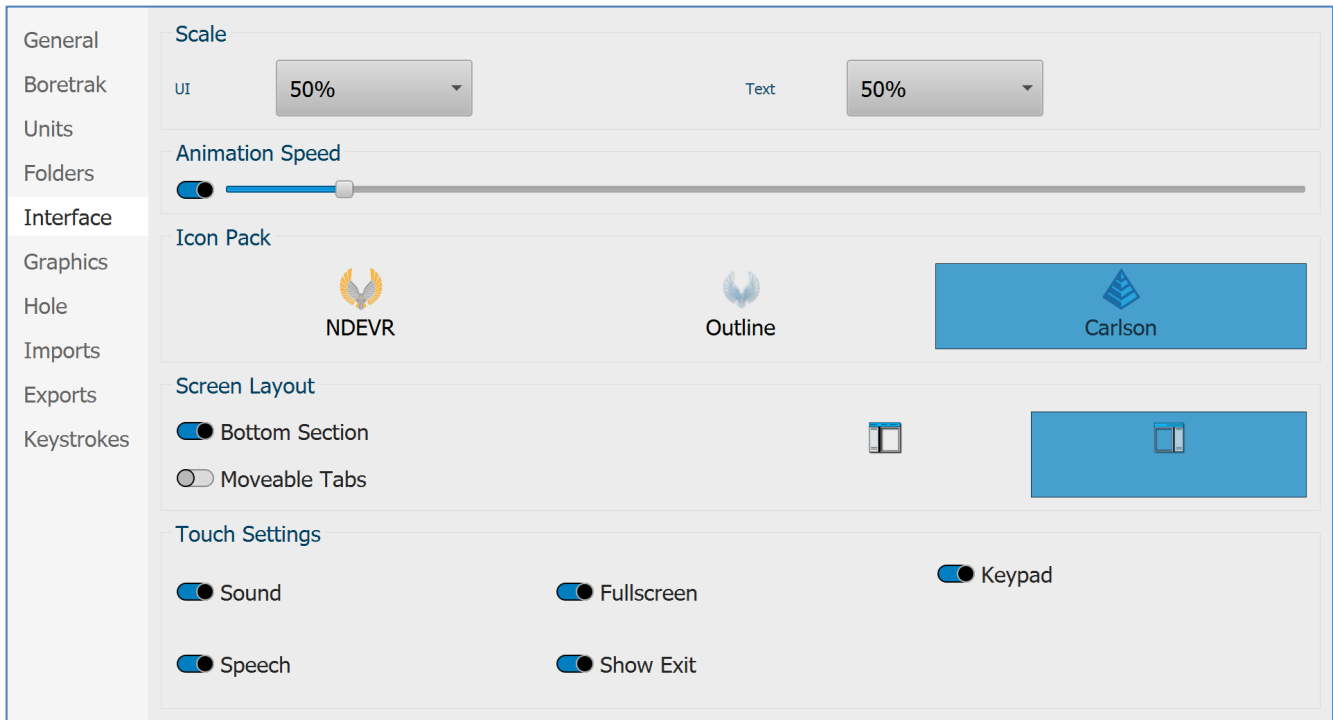 General
Boretrak
Units
Folders
Interface
Graphics
Hole
Imports
Exports
Keystrokes
Scale
UI 50% Text 50%
Animation Speed
Icon Pack
NDEVR Outline Carlson
Screen Layout
Bottom Section
Moveable Tabs
Touch Settings
Sound Fullscreen Keypad
Speech Show Exit